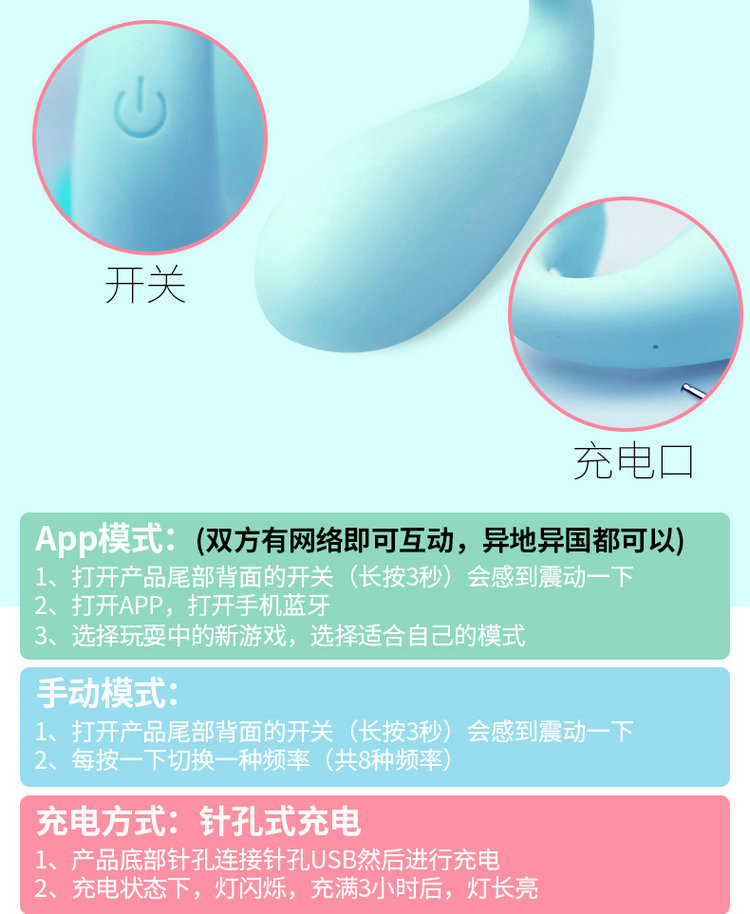 开关
充电口
App模式：(双方有网络即可互动，异地异国都可以)
1、打开产品尾部背面的开关（长按3秒）会感到震动一下
2、打开APP，打开手机蓝牙
3、选择玩耍中的新游戏，选择适合自己的模式
手动模式：
1、打开产品尾部背面的开关（长按3秒）会感到震动一下
2、每按一下切换一种频率（共8种频率）
充电方式：针孔式充电
1、产品底部针孔连接针孔USB然后进行充电
2、充电状态下，灯闪烁，充满3小时后，灯长亮